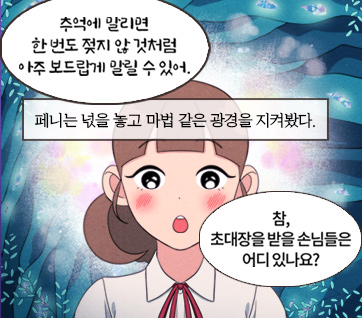 추억에 말리면
한 번도 젖지 않 것처럼
아주 보드랍게 말릴 수 있어.
페니는 넋을 놓고 마법 같은 광경을 지켜봤다.
참,
초대장을 받을 손님들은
어디 있나요?